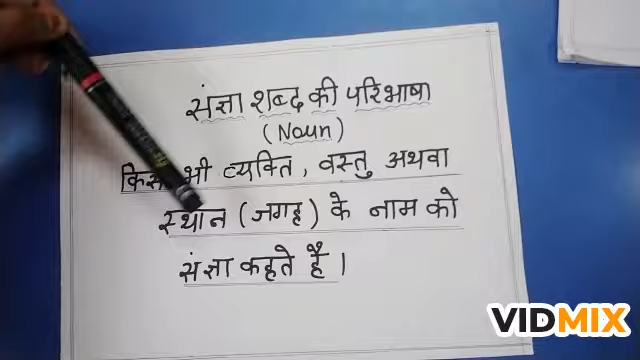 संज्ञा शब्द की परिभाषा
(Noun)
किसी भी व्यक्ति, वस्तु अथवा
स्थान (जगह) के नाम को
संज्ञा कहते है।
VIDMIX